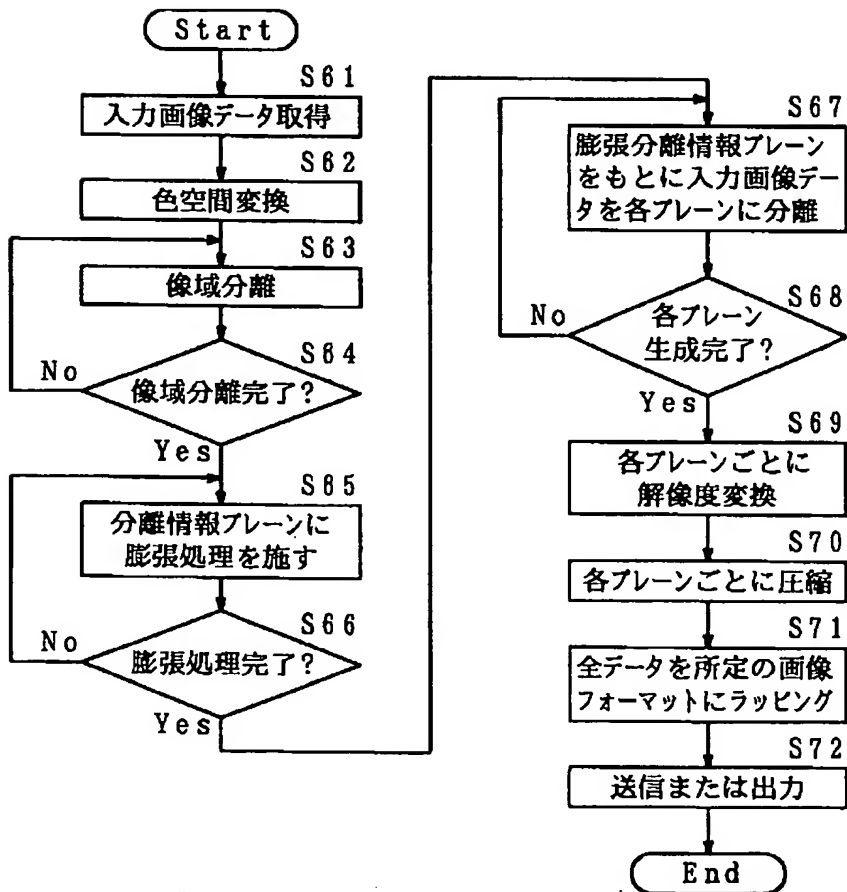 Start
S61
入力画像データ取得
S62
色空間変換
S63
像域分離
S64
像域分離完了?
No
Yes
S65
分離情報プレーンに
膨張処理を施す
S66
膨張処理完了?
No
Yes
S67
膨張分離情報プレーン
をもとに入力画像デー
タを各プレーンに分離
S68
各プレーン
生成完了?
No
Yes
S69
各プレーンごとに
解像度変換
S70
各プレーンごとに圧縮
S71
全データを所定の画像
フォーマットにラッピング
S72
送信または出力
End